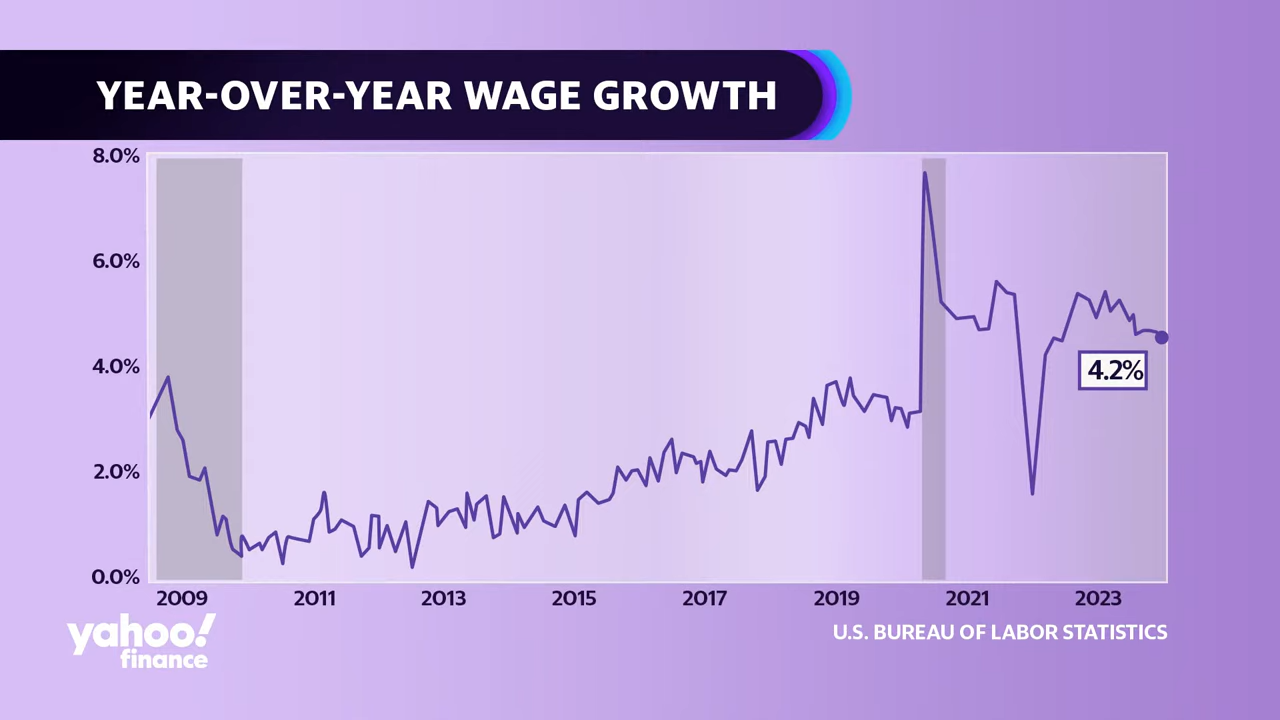 YEAR-OVER-YEAR WAGE GROWTH
8.0%
6.0%
4.0%
4.2%
2.0%
0.0%
2009 2011 2013 2015 2017 2019 2021 2023
yahoo!
finance
U.S. BUREAU OF LABOR STATISTICS